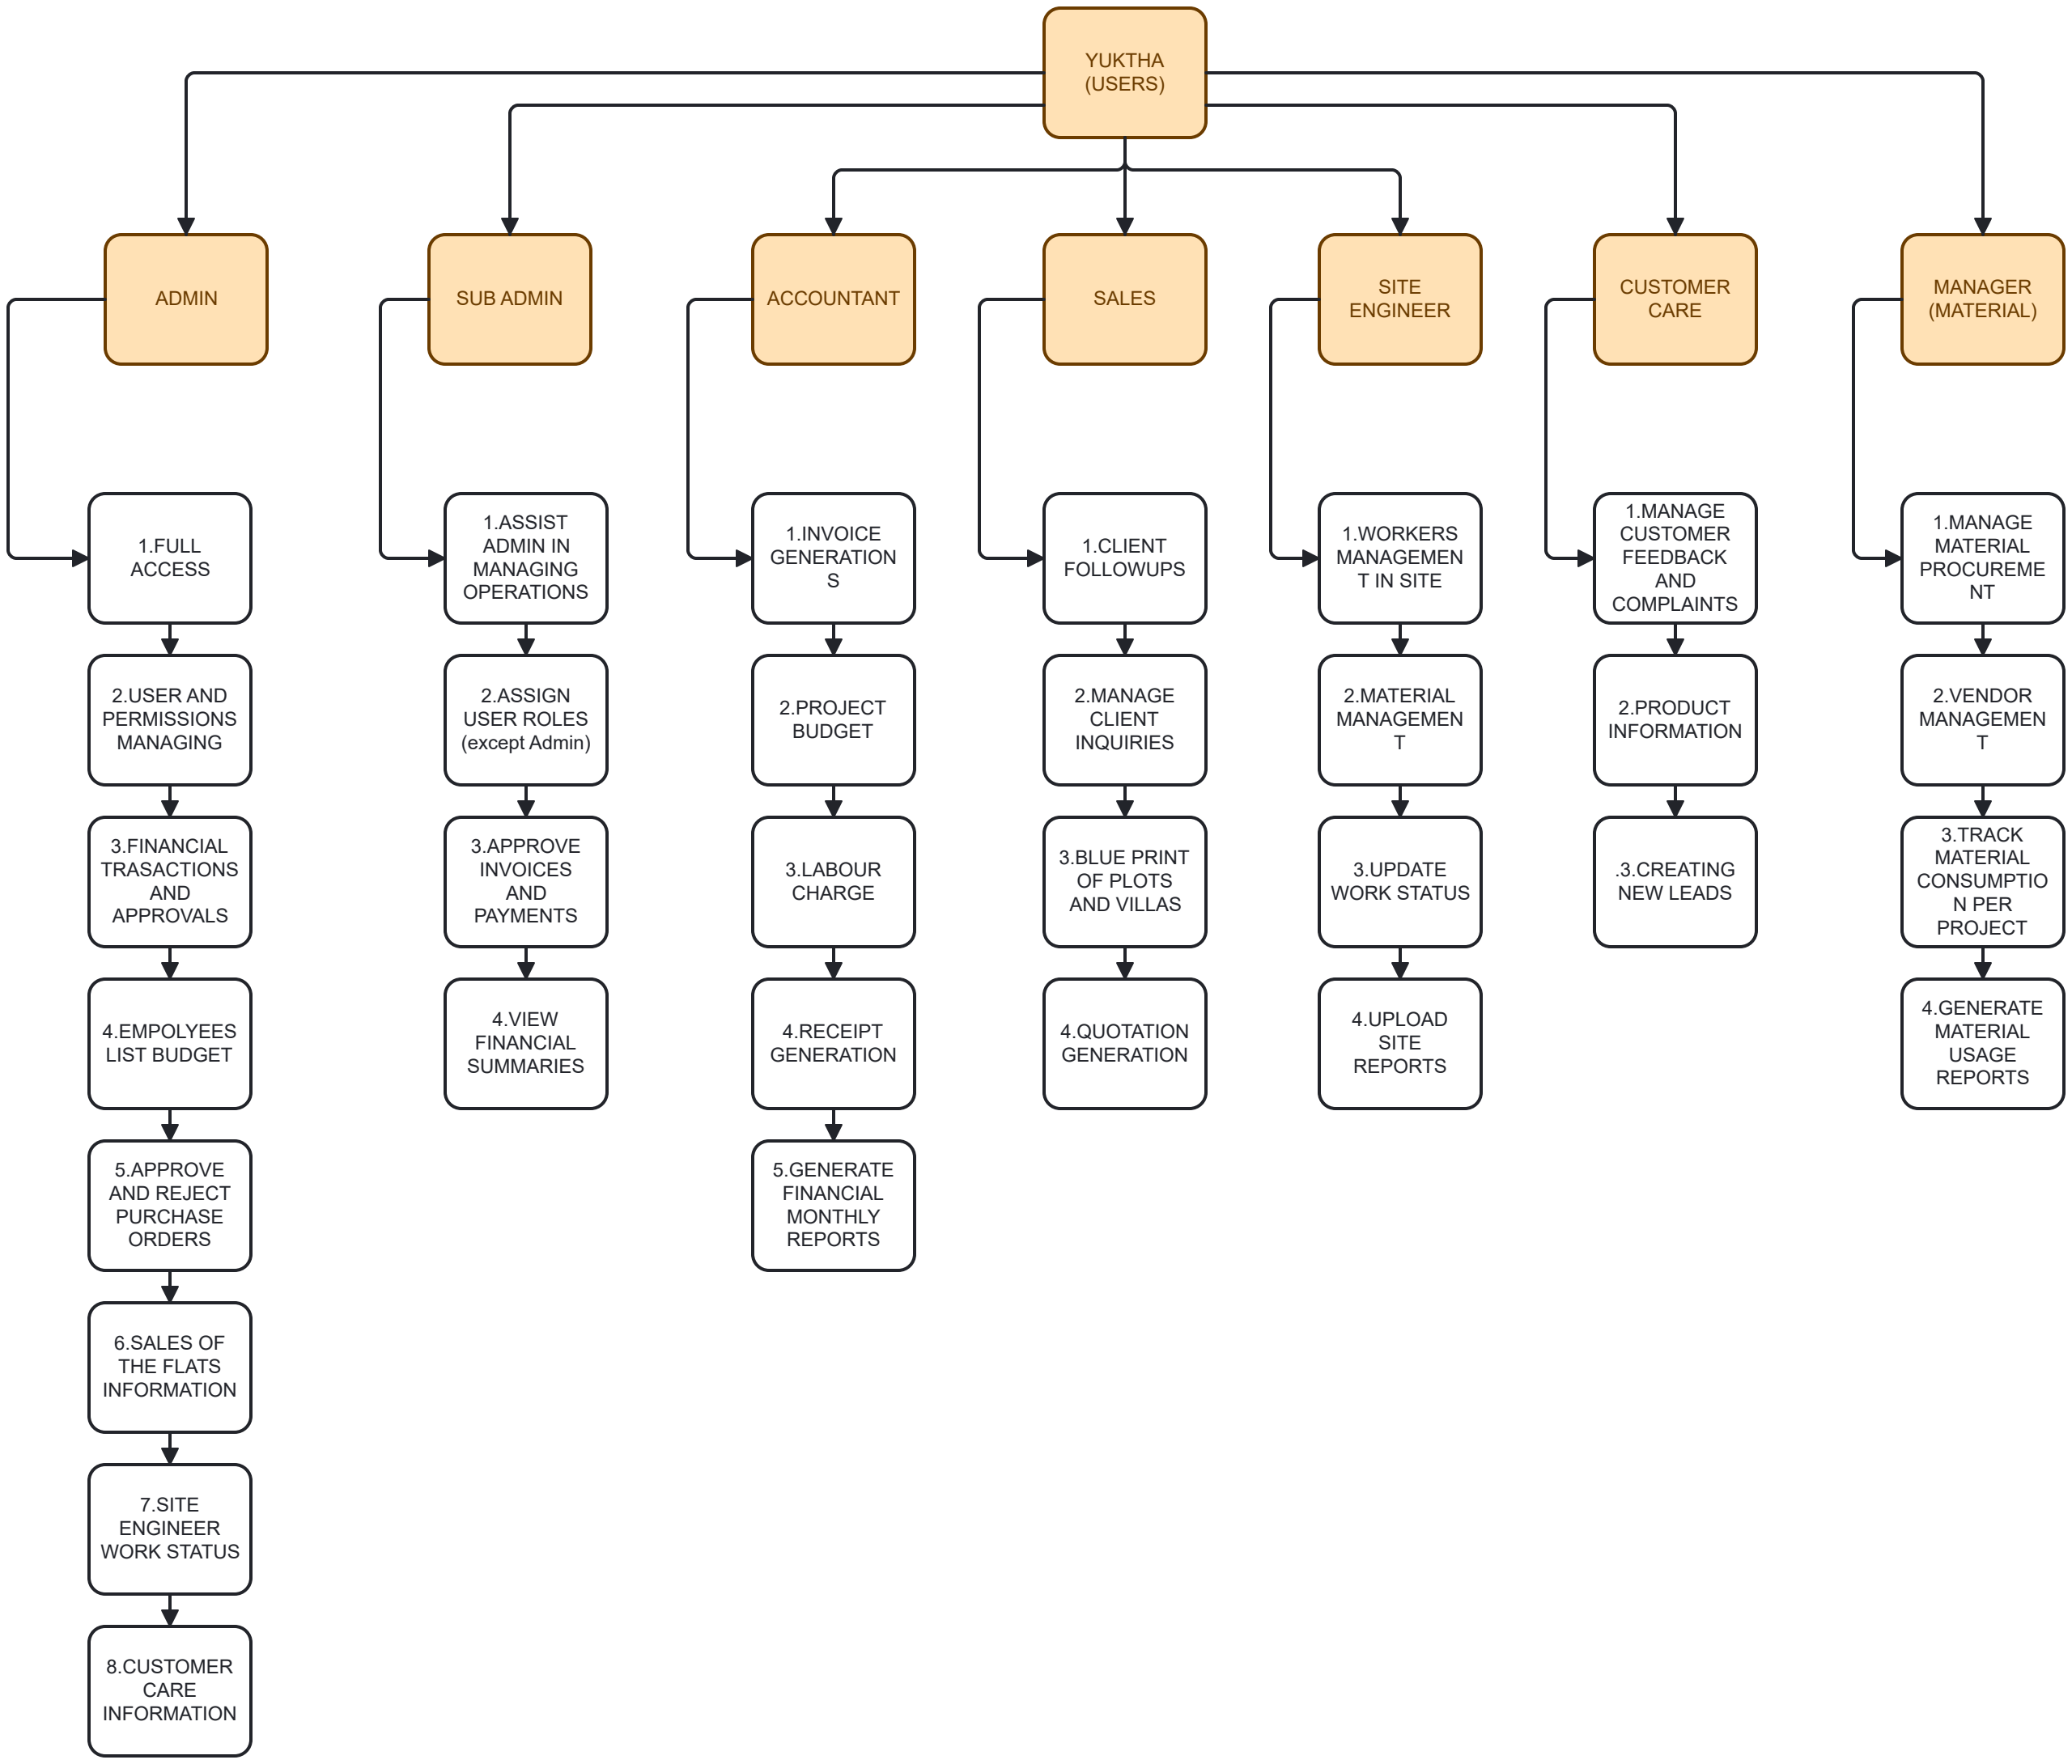 YUKTHA
(USERS)
ADMIN
SUB ADMIN
ACCOUNTANT
SALES
SITE
ENGINEER
CUSTOMER
CARE
MANAGER
(MATERIAL)
1.FULL
ACCESS
2.USER AND
PERMISSIONS
MANAGING
3.FINANCIAL
TRASACTIONS
AND
APPROVALS
4.EMPOLYEES
LIST BUDGET
5.APPROVE
AND REJECT
PURCHASE
ORDERS
6.SALES OF
THE FLATS
INFORMATION
7.SITE
ENGINEER
WORK STATUS
8.CUSTOMER
CARE
INFORMATION
1.ASSIST
ADMIN IN
MANAGING
OPERATIONS
2.ASSIGN
USER ROLES
(except Admin)
3.APPROVE
INVOICES
AND
PAYMENTS
4.VIEW
FINANCIAL
SUMMARIES
1.INVOICE
GENERATION
S
2.PROJECT
BUDGET
3.LABOUR
CHARGE
4.RECEIPT
GENERATION
5.GENERATE
FINANCIAL
MONTHLY
REPORTS
1.CLIENT
FOLLOWUPS
2.MANAGE
CLIENT
INQUIRIES
3.BLUE PRINT
OF PLOTS
AND VILLAS
4.QUOTATION
GENERATION
1.WORKERS
MANAGEMEN
T IN SITE
2.MATERIAL
MANAGEMEN
T
3.UPDATE
WORK STATUS
4.UPLOAD
SITE
REPORTS
1.MANAGE
CUSTOMER
FEEDBACK
AND
COMPLAINTS
2.PRODUCT
INFORMATION
.3.CREATING
NEW LEADS
1.MANAGE
MATERIAL
PROCUREME
NT
2.VENDOR
MANAGEMEN
T
3.TRACK
MATERIAL
CONSUMPTIO
N PER
PROJECT
4.GENERATE
MATERIAL
USAGE
REPORTS